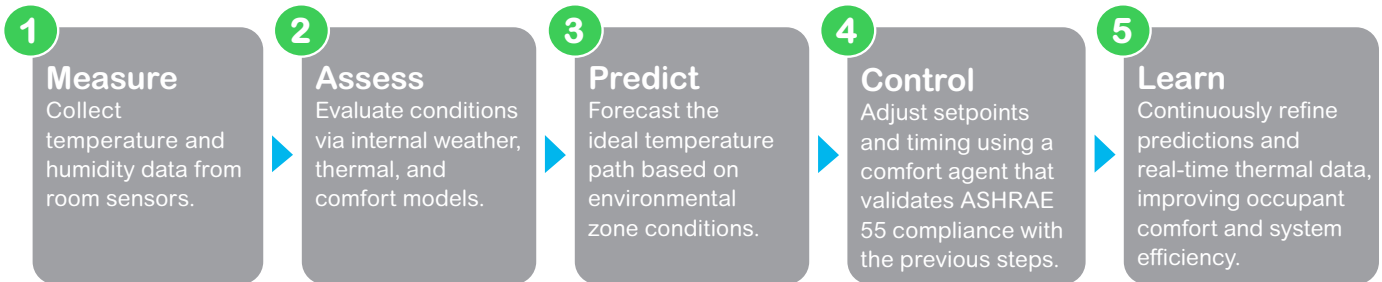 1
Measure
Collect
temperature and
humidity data from
room sensors.
2
Assess
Evaluate conditions
via internal weather,
thermal, and
comfort models.
3
Predict
Forecast the
ideal temperature
path based on
environmental
zone conditions.
4
Control
Adjust setpoints
and timing using a
comfort agent that
validates ASHRAE
55 compliance with
the previous steps.
5
Learn
Continuously refine
predictions and
real-time thermal data,
improving occupant
comfort and system
efficiency.